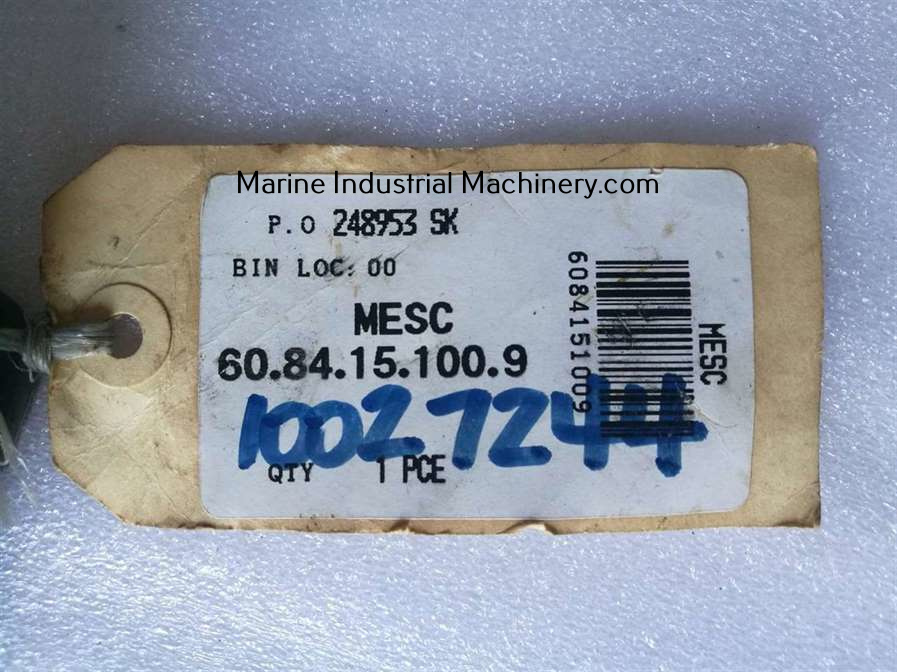 Marine Industrial Machinery.com
P.O 248953 SK
BIN LOC: 00
MESC
60.84.15.100.9
10027244
QTY 1 PCE
6084151009
MESC